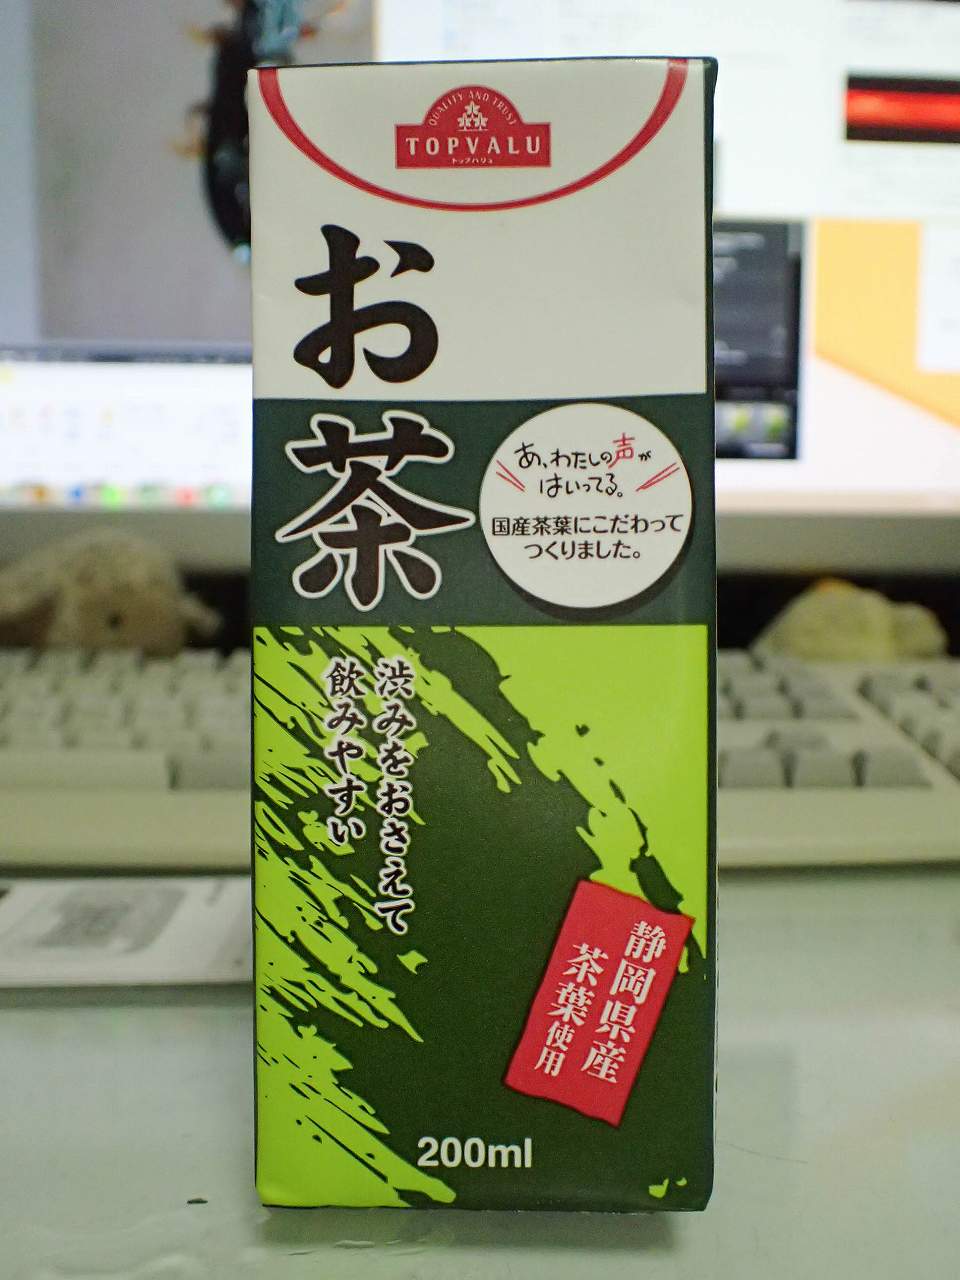 QUALITY AND TRUST
TOPVALU
トップバリュ
お茶
あ、わたしの声が
はいってる。
国産茶葉にこだわって
つくりました。
渋みをおさえて
飲みやすい
静岡県産
茶葉使用
200ml